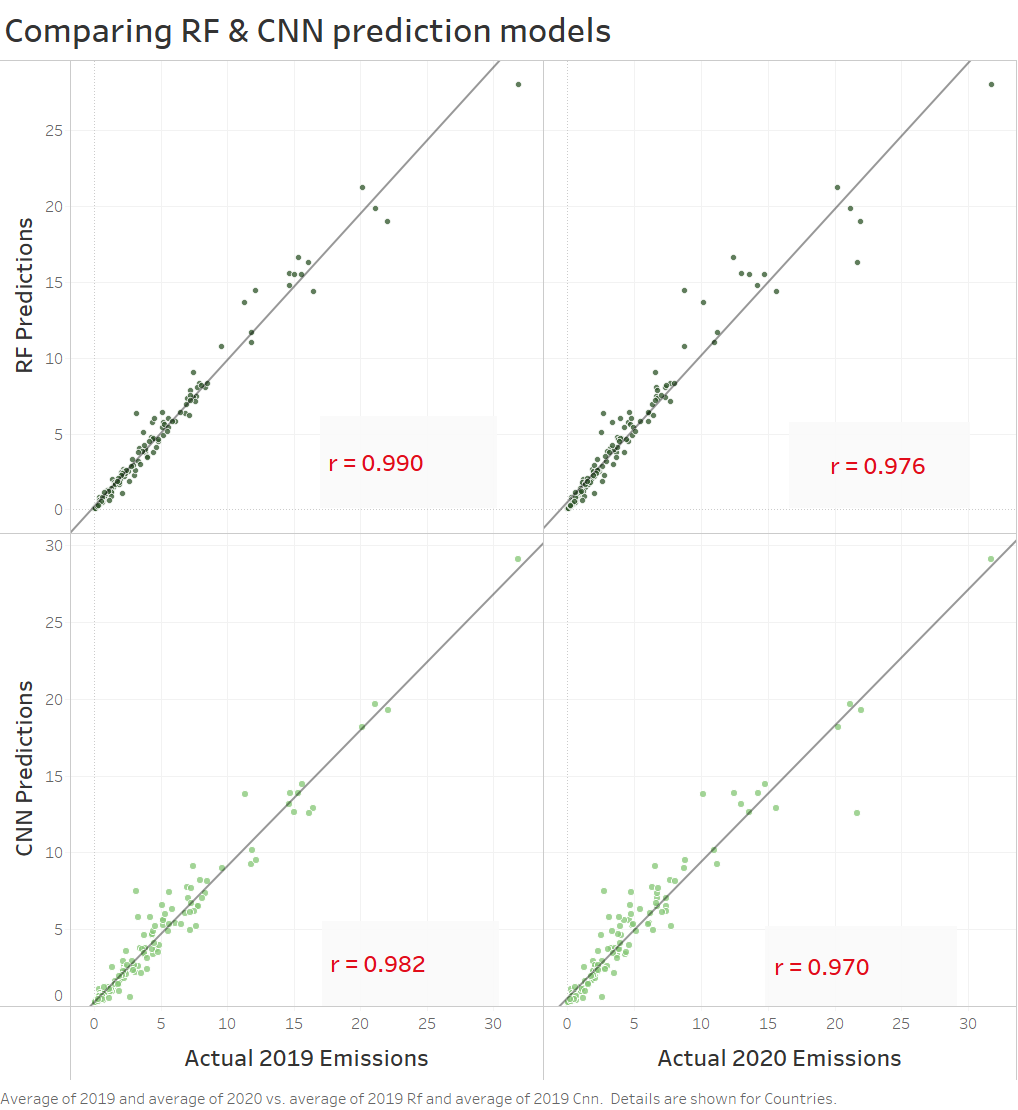 Comparing RF & CNN prediction models
RF Predictions
25
20
15
10
5
0
r = 0.990
r = 0.976
CNN Predictions
30
25
20
15
10
5
0
r = 0.982
r = 0.970
0 5 10 15 20 25 30 0 5 10 15 20 25 30
Actual 2019 Emissions Actual 2020 Emissions
Average of 2019 and average of 2020 vs. average of 2019 Rf and average of 2019 Cnn. Details are shown for Countries.